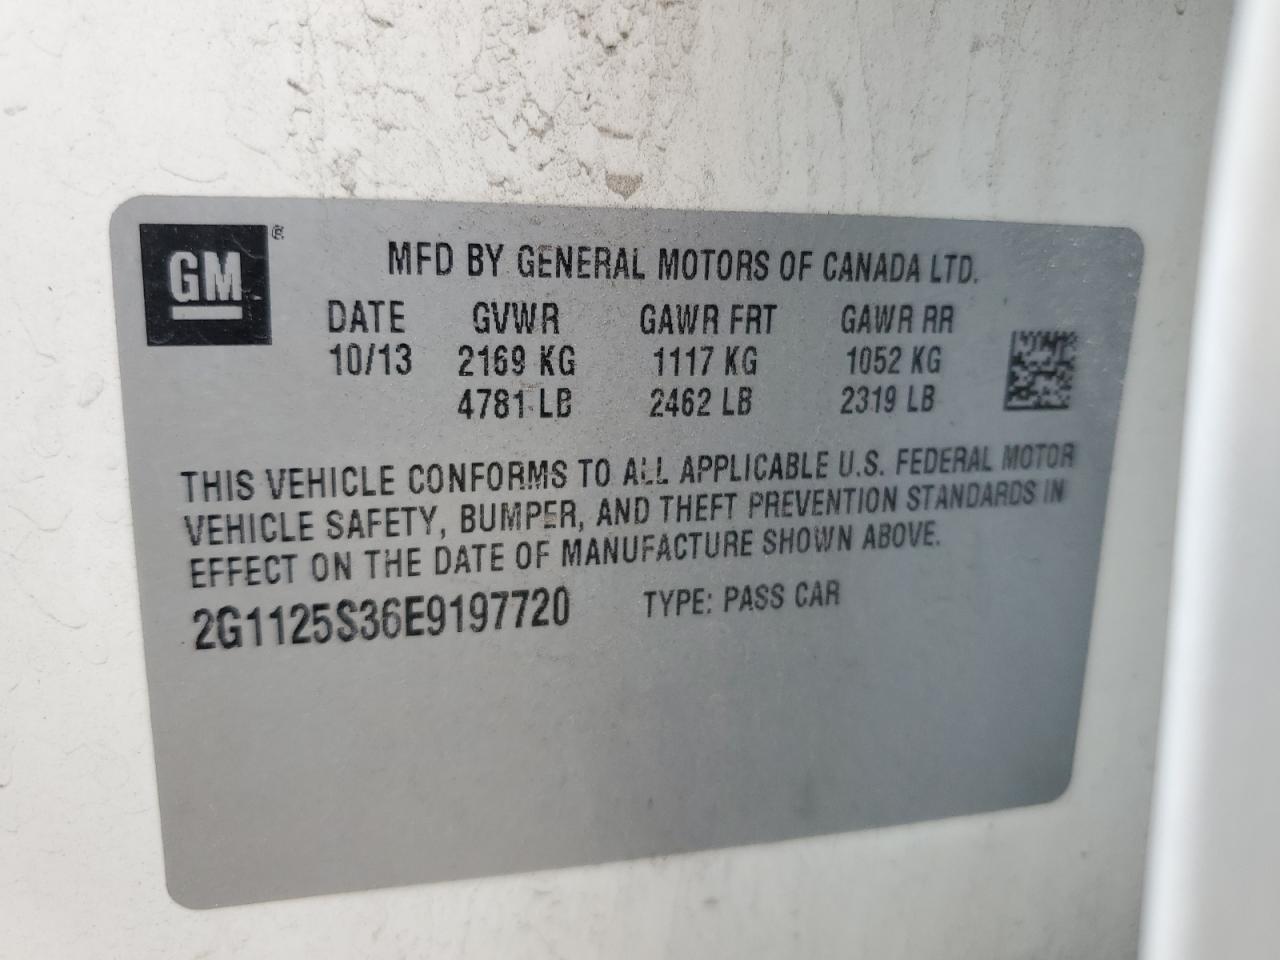 GM ®
MFD BY GENERAL MOTORS OF CANADA LTD.
DATE GVWR GAWR FRT GAWR RR
10/13 2169 KG 1117 KG 1052 KG
4781 LB 2462 LB 2319 LB
THIS VEHICLE CONFORMS TO ALL APPLICABLE U.S. FEDERAL MOTOR
VEHICLE SAFETY, BUMPER, AND THEFT PREVENTION STANDARDS IN
EFFECT ON THE DATE OF MANUFACTURE SHOWN ABOVE.
2G1125S36E9197720 TYPE: PASS CAR